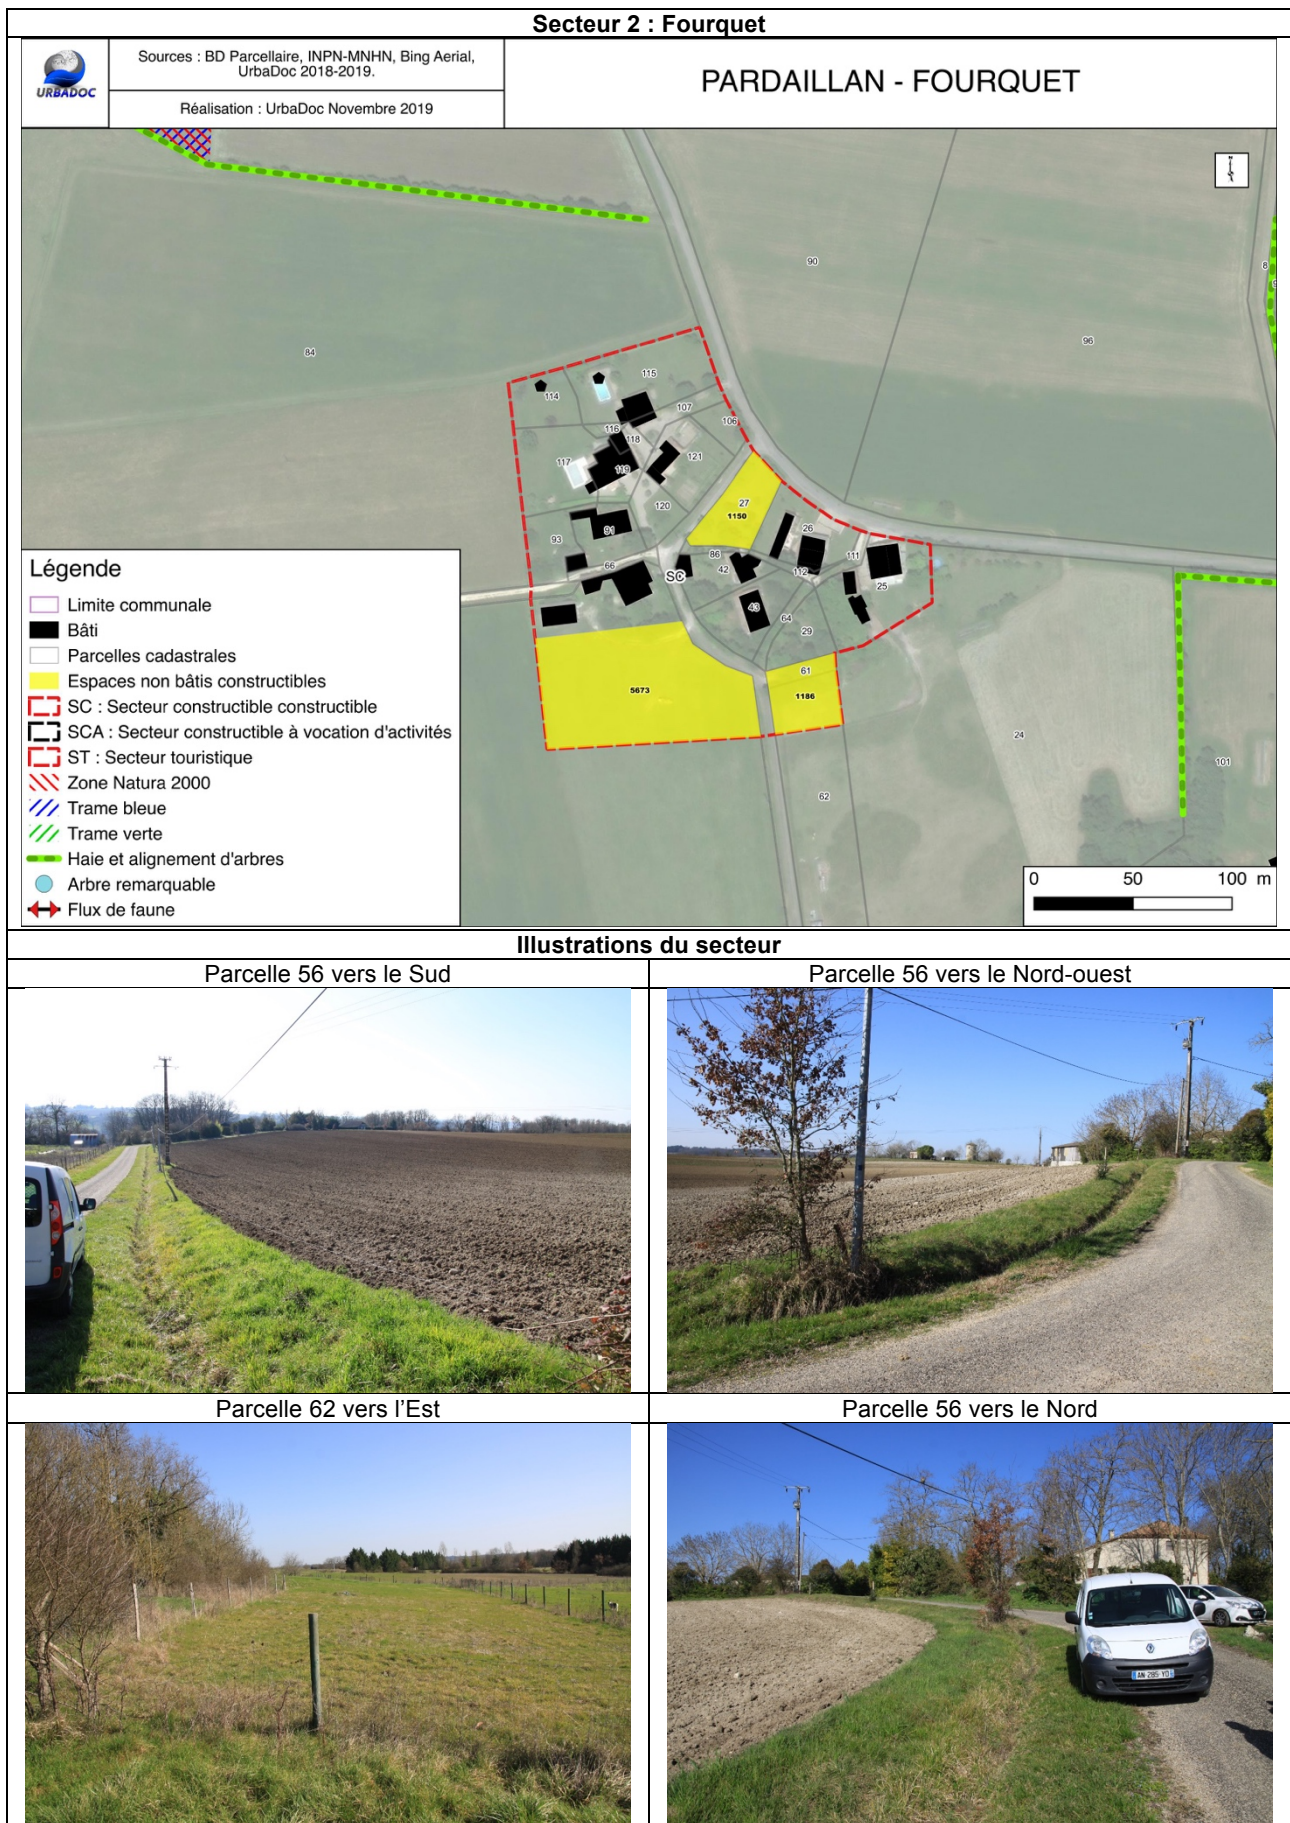 Secteur 2 : Fourquet
URBADOC
Sources : BD Parcellaire, INPN-MNHN, Bing Aerial,
UrbaDoc 2018-2019.
Réalisation : UrbaDoc Novembre 2019
PARDAILLAN - FOURQUET
N
90
8
96
84
115
114
107
106
116
118
121
117
119
27
1150
120
26
91
93
86
111
66
SC
42
112
25
43
64
29
61
5673
1186
24
101
62
Légende
Limite communale
Bâti
Parcelles cadastrales
Espaces non bâtis constructibles
SC : Secteur constructible constructible
SCA : Secteur constructible à vocation d'activités
ST : Secteur touristique
Zone Natura 2000
Trame bleue
Trame verte
Haie et alignement d'arbres
Arbre remarquable
Flux de faune
0 50 100 m
Illustrations du secteur
Parcelle 56 vers le Sud
Parcelle 56 vers le Nord-ouest
Parcelle 62 vers l'Est
Parcelle 56 vers le Nord
AN-285-YD